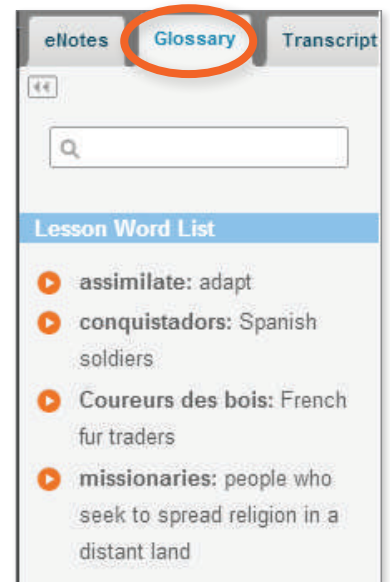 eNotes Glossary Transcript
Lesson Word List
assimilate: adapt
conquistadors: Spanish
soldiers
Coureurs des bois: French
fur traders
missionaries: people who
seek to spread religion in a
distant land